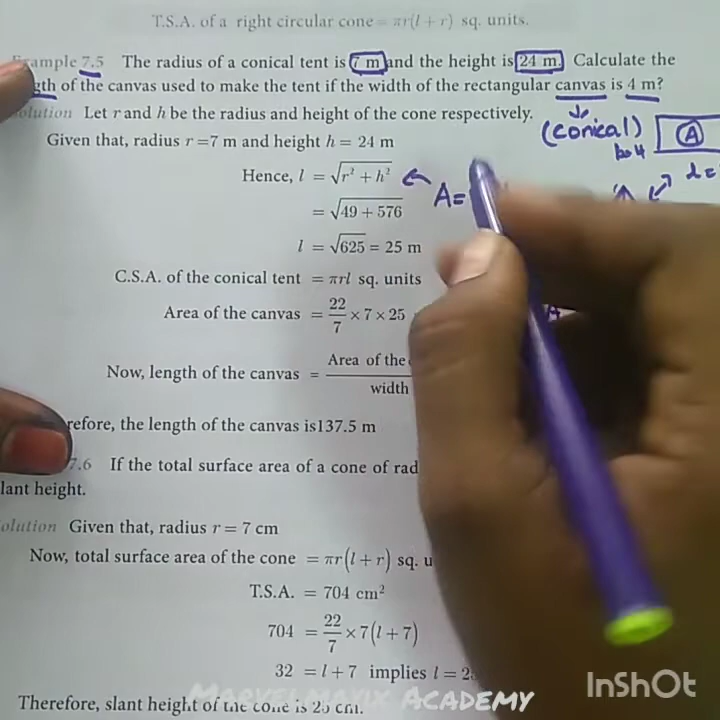 T.S.A. of a right circular cone = πr(l + r) sq. units.
Example 7.5 The radius of a conical tent is 7 m and the height is 24 m. Calculate the
gth of the canvas used to make the tent if the width of the rectangular canvas is 4 m?
olution Let r and h be the radius and height of the cone respectively.
(conical)
A
b=4
Given that, radius r =7 m and height h = 24 m
Hence, l = √(r² + h²)
A=
= √(49 + 576)
l = √625 = 25 m
C.S.A. of the conical tent = πrl sq. units
Area of the canvas = 22/7 × 7 × 25
Now, length of the canvas = Area of the / width
refore, the length of the canvas is137.5 m
7.6 If the total surface area of a cone of rad
lant height.
olution Given that, radius r = 7 cm
Now, total surface area of the cone = πr(l + r) sq. u
T.S.A. = 704 cm²
704 = 22/7 × 7(l + 7)
32 = l + 7 implies l = 2
Therefore, slant height of the cone is 25 cm.
Marvelmavix Academy
InShOt